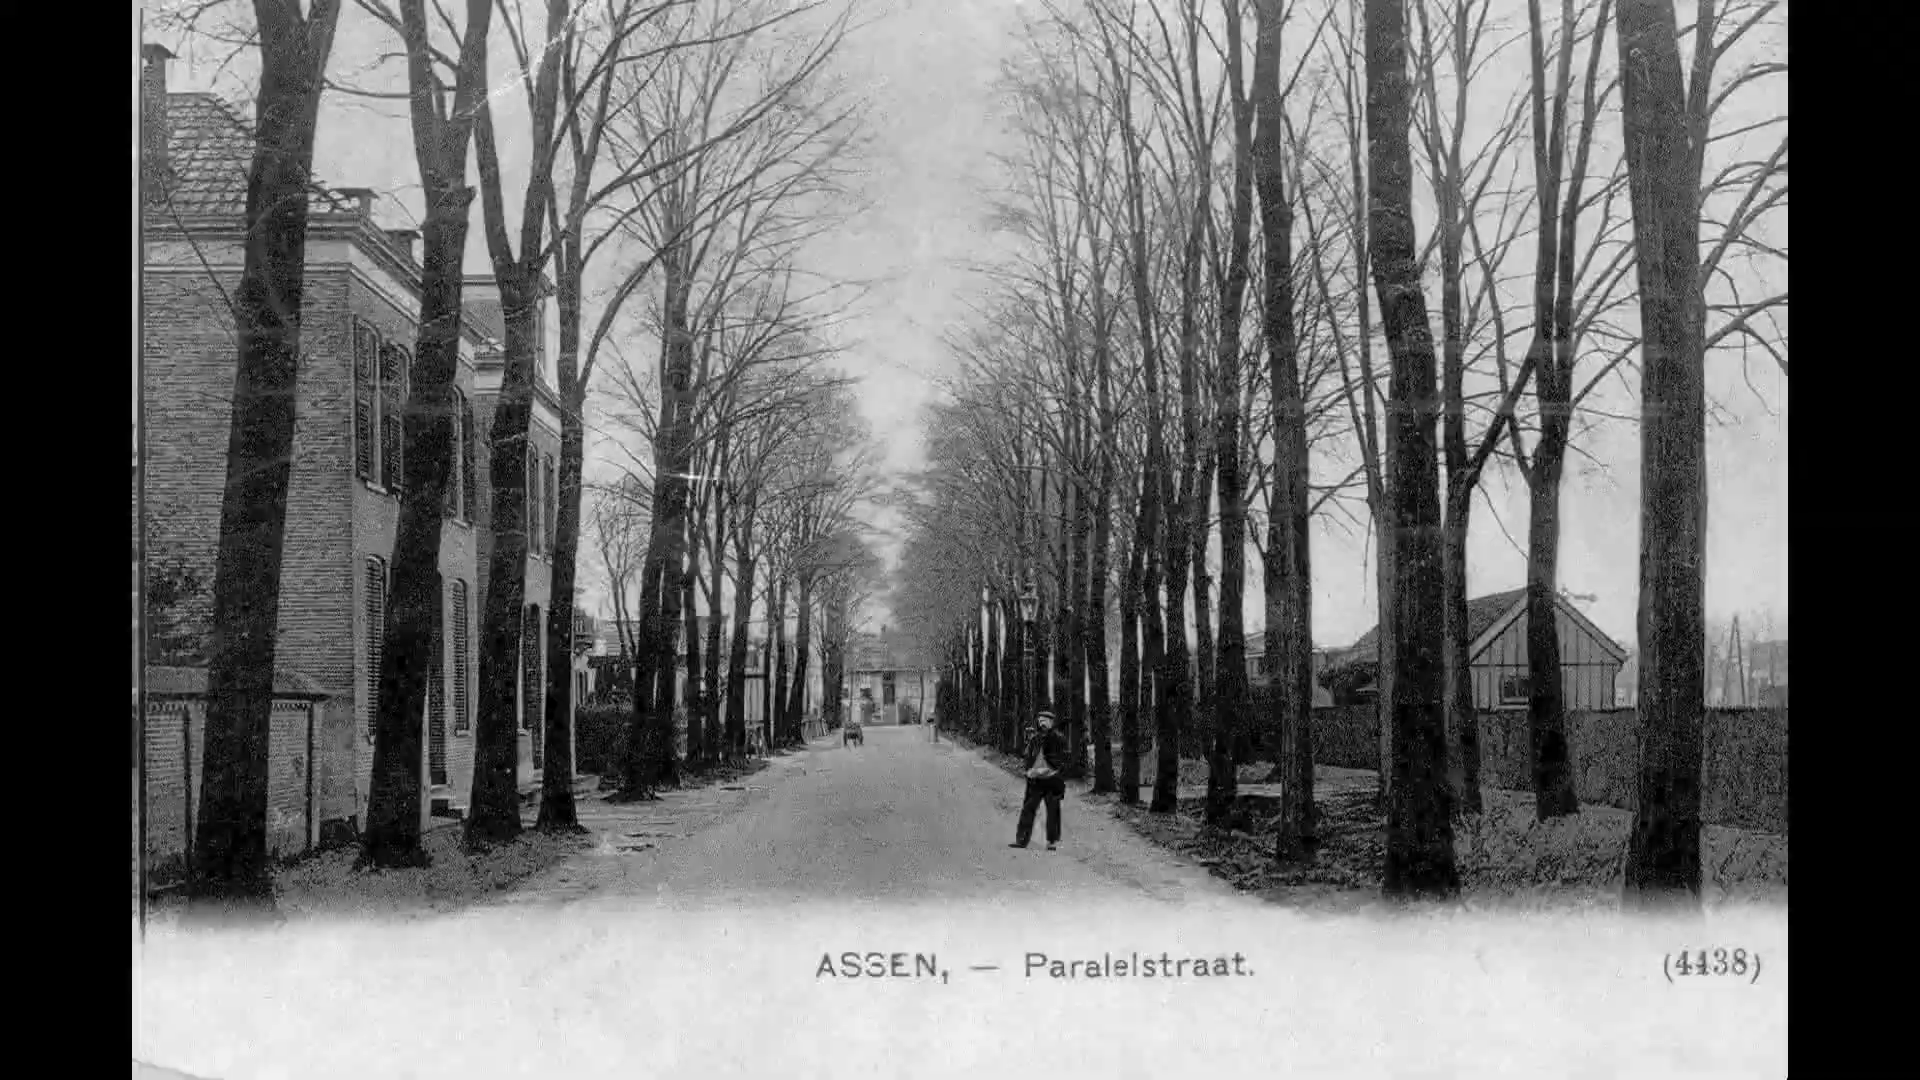 ASSEN, — Paralelstraat. (4438)